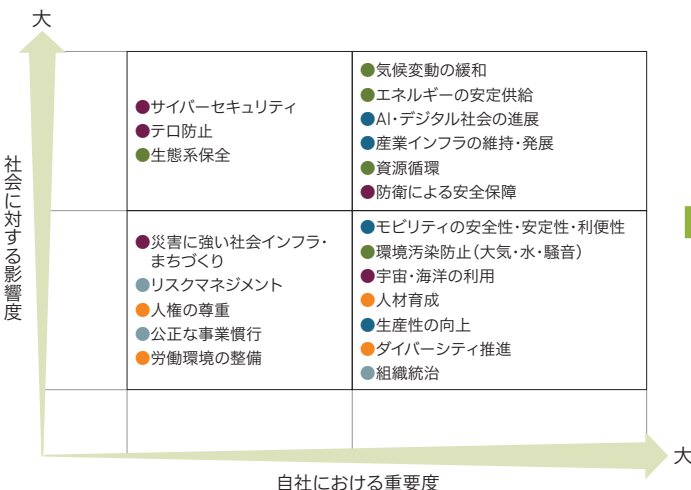 大
社会に対する影響度
●サイバーセキュリティ
●テロ防止
●生態系保全
●気候変動の緩和
●エネルギーの安定供給
●AI・デジタル社会の進展
●産業インフラの維持・発展
●資源循環
●防衛による安全保障
●災害に強い社会インフラ・
まちづくり
●リスクマネジメント
●人権の尊重
●公正な事業慣行
●労働環境の整備
●モビリティの安全性・安定性・利便性
●環境汚染防止(大気・水・騒音)
●宇宙・海洋の利用
●人材育成
●生産性の向上
●ダイバーシティ推進
●組織統治
大
自社における重要度